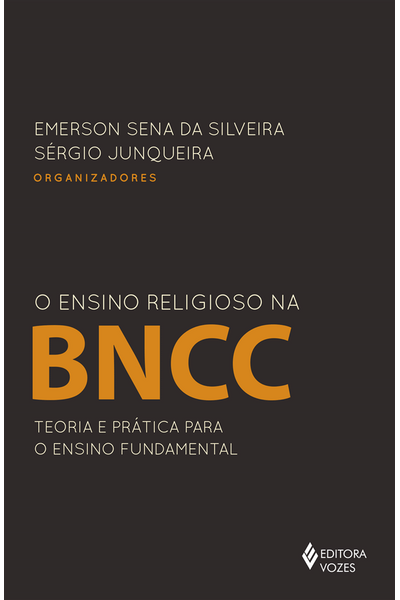 EMERSON SENA DA SILVEIRA
SÉRGIO JUNQUEIRA
ORGANIZADORES
O ENSINO RELIGIOSO NA
BNCC
TEORIA E PRÁTICA PARA
O ENSINO FUNDAMENTAL
EDITORA
VOZES